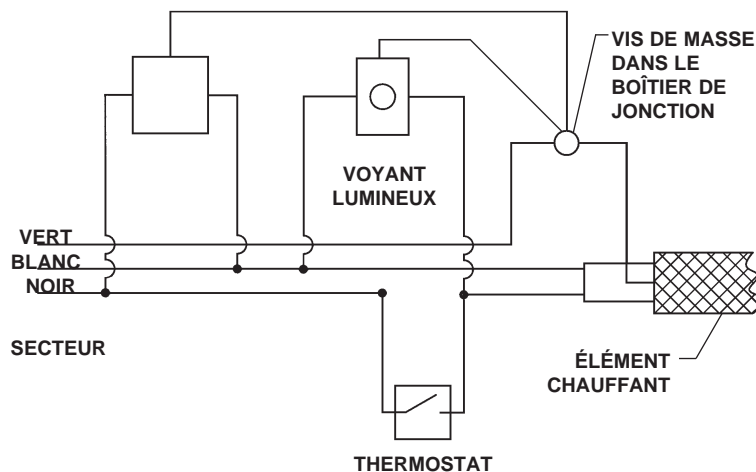 VIS DE MASSE
DANS LE
BOÎTIER DE
JONCTION
VOYANT
LUMINEUX
VERT
BLANC
NOIR
SECTEUR
ÉLÉMENT
CHAUFFANT
THERMOSTAT